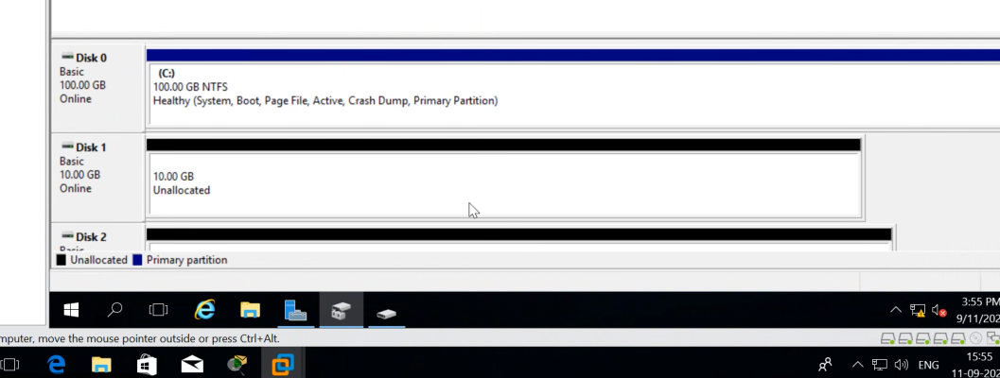 Disk 0
Basic
100.00 GB
Online
(C:)
100.00 GB NTFS
Healthy (System, Boot, Page File, Active, Crash Dump, Primary Partition)
Disk 1
Basic
10.00 GB
Online
10.00 GB
Unallocated
Disk 2
Basic
Unallocated Primary partition
3:55 PM
9/11/202
mputer, move the mouse pointer outside or press Ctrl+Alt.
ENG
15:55
11-09-202